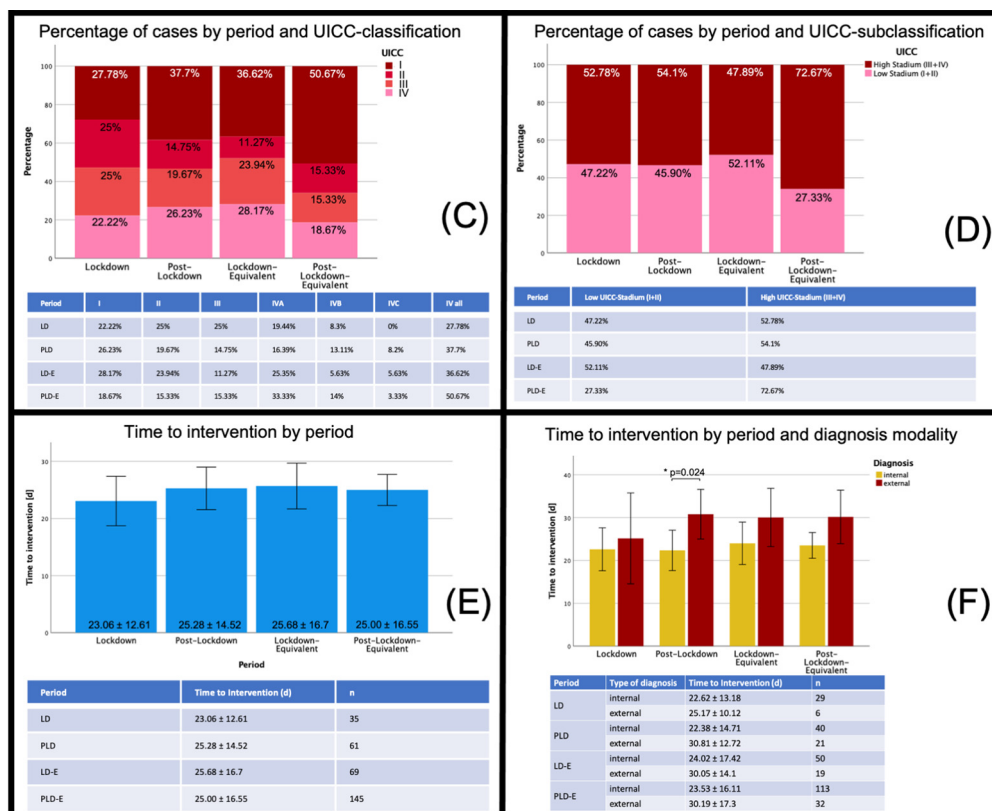 Percentage of cases by period and UICC-classification
UICC
I
II
III
IV
Percentage
100
80
60
40
20
0
27.78%
37.7%
36.62%
50.67%
25%
14.75%
11.27%
15.33%
25%
19.67%
23.94%
15.33%
22.22%
26.23%
28.17%
18.67%
Lockdown
Post-Lockdown
Lockdown-Equivalent
Post-Lockdown-Equivalent
(C)
Period I II III IVA IVB IVC IV all
LD 22.22% 25% 25% 19.44% 8.3% 0% 27.78%
PLD 26.23% 19.67% 14.75% 16.39% 13.11% 8.2% 37.7%
LD-E 28.17% 23.94% 11.27% 25.35% 5.63% 5.63% 36.62%
PLD-E 18.67% 15.33% 15.33% 33.33% 14% 3.33% 50.67%
Percentage of cases by period and UICC-subclassification
UICC
High Stadium (III+IV)
Low Stadium (I+II)
Percentage
100
80
60
40
20
0
52.78%
54.1%
47.89%
72.67%
47.22%
45.90%
52.11%
27.33%
Lockdown
Post-Lockdown
Lockdown-Equivalent
Post-Lockdown-Equivalent
(D)
Period Low UICC-Stadium (I+II) High UICC-Stadium (III+IV)
LD 47.22% 52.78%
PLD 45.90% 54.1%
LD-E 52.11% 47.89%
PLD-E 27.33% 72.67%
Time to intervention by period
Time to intervention [d]
30
20
10
0
23.06 ± 12.61
25.28 ± 14.52
25.68 ± 16.7
25.00 ± 16.55
Lockdown
Post-Lockdown
Lockdown-Equivalent
Post-Lockdown-Equivalent
Period
(E)
Period Time to Intervention (d) n
LD 23.06 ± 12.61 35
PLD 25.28 ± 14.52 61
LD-E 25.68 ± 16.7 69
PLD-E 25.00 ± 16.55 145
Time to intervention by period and diagnosis modality
Diagnosis
internal
external
* p=0.024
Time to intervention [d]
40
30
20
10
0
Lockdown
Post-Lockdown
Lockdown-Equivalent
Post-Lockdown-Equivalent
(F)
Period Type of diagnosis Time to Intervention (d) n
LD internal 22.62 ± 13.18 29
external 25.17 ± 10.12 6
PLD internal 22.38 ± 14.71 40
external 30.81 ± 12.72 21
LD-E internal 24.02 ± 17.42 50
external 30.05 ± 14.1 19
PLD-E internal 23.53 ± 16.11 113
external 30.19 ± 17.3 32